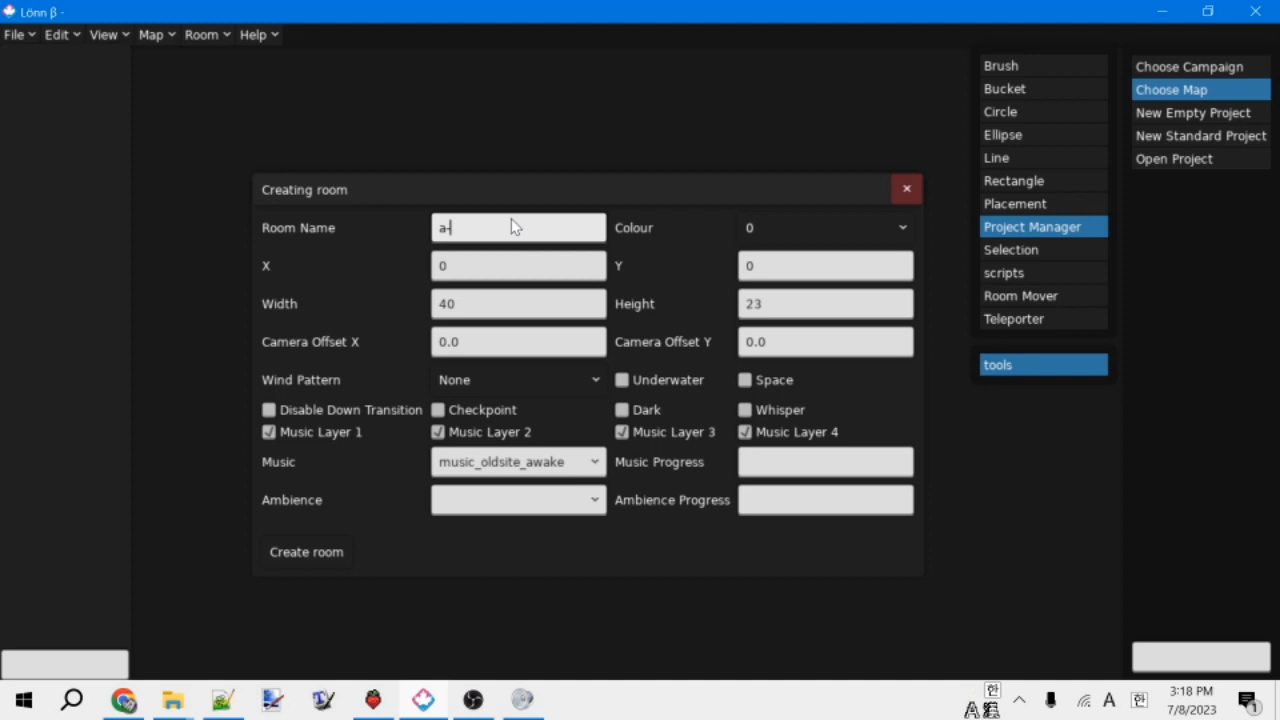 Lönn β -
File Edit View Map Room Help
Brush
Bucket
Circle
Ellipse
Line
Rectangle
Placement
Project Manager
Selection
scripts
Room Mover
Teleporter
tools
Choose Campaign
Choose Map
New Empty Project
New Standard Project
Open Project
Creating room
Room Name a- Colour 0
X 0 Y 0
Width 40 Height 23
Camera Offset X 0.0 Camera Offset Y 0.0
Wind Pattern None Underwater Space
Disable Down Transition Checkpoint Dark Whisper
Music Layer 1 Music Layer 2 Music Layer 3 Music Layer 4
Music music_oldsite_awake Music Progress
Ambience Ambience Progress
Create room
한
A 漢
A 한
3:18 PM
7/8/2023
1